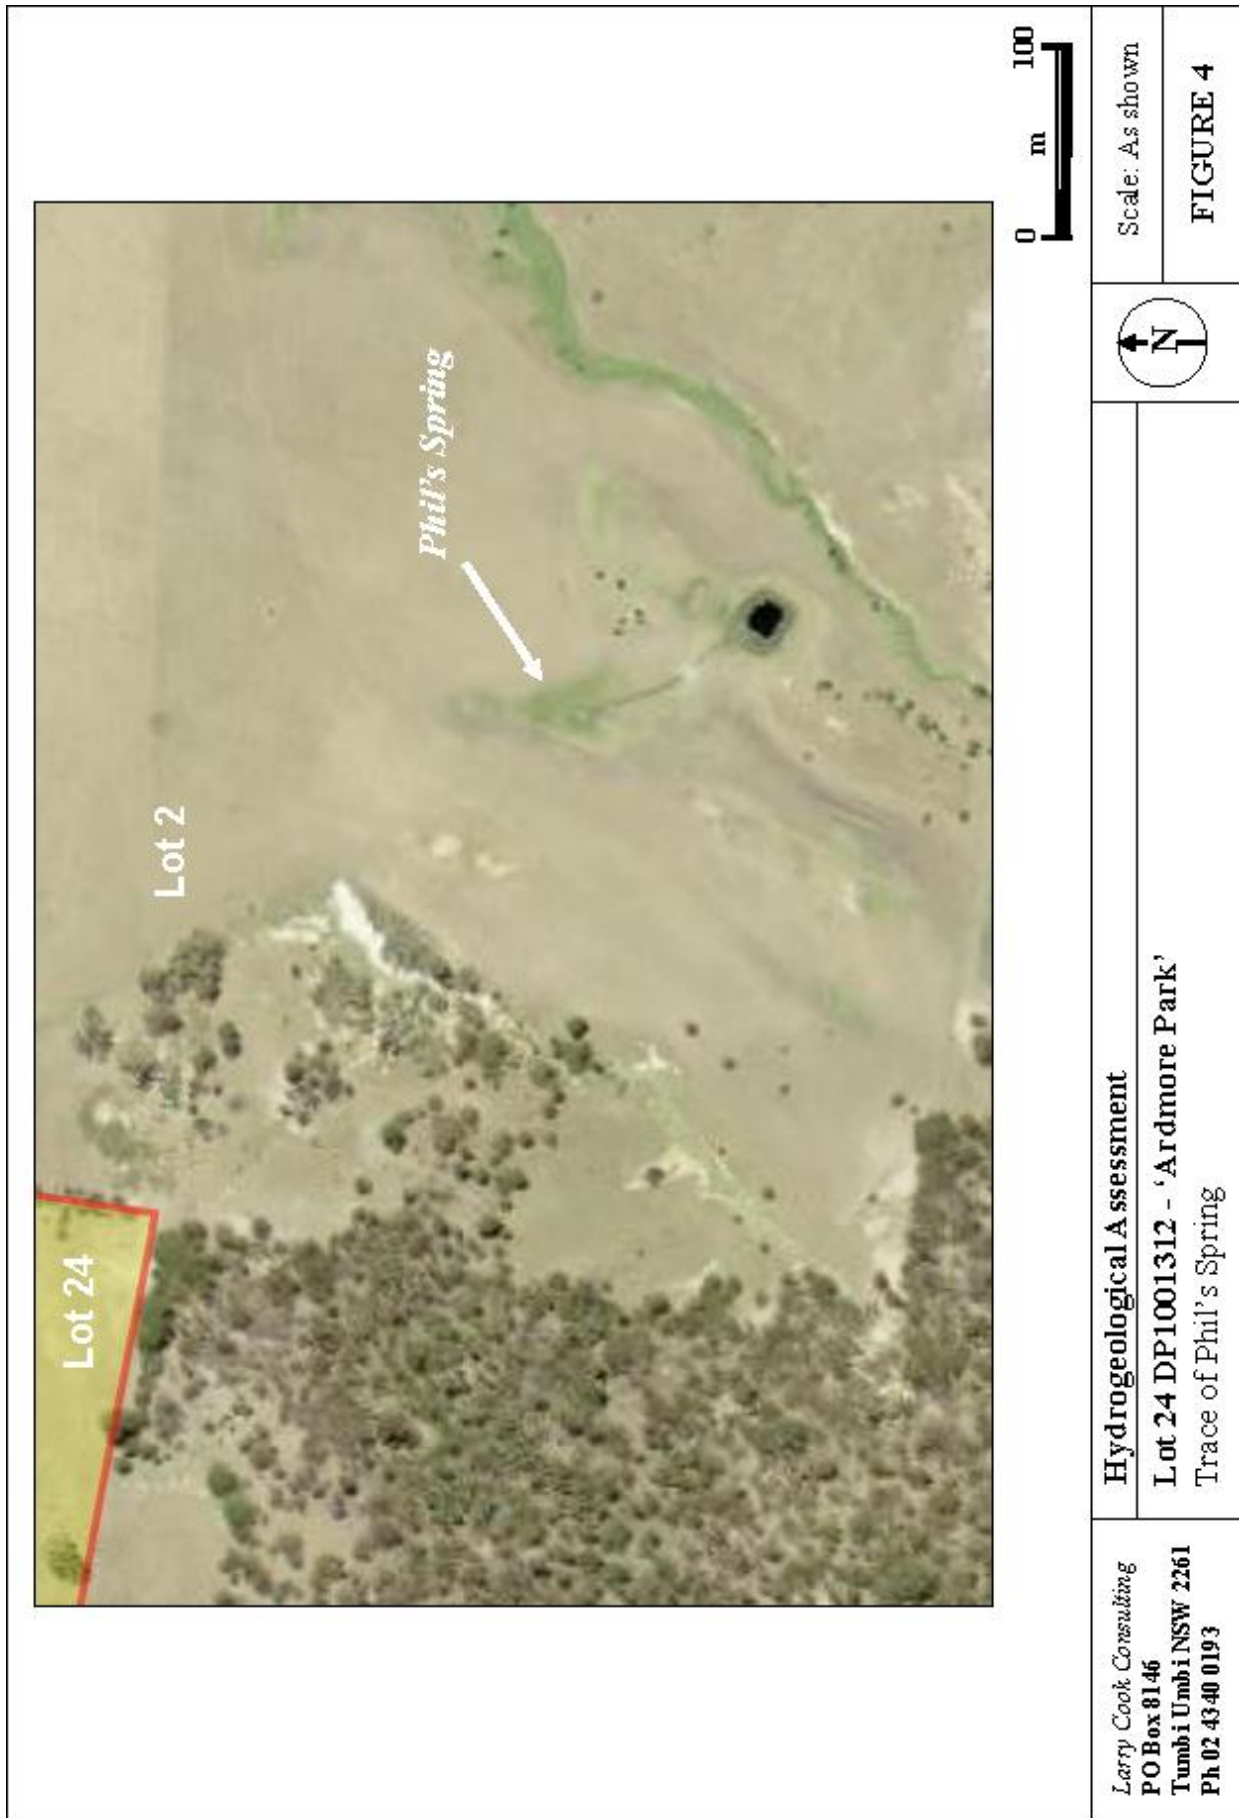 Lot 24
Lot 2
Phil's Spring
0 m 100
Larry Cook Consulting
PO Box 8146
Tumbi Umbi NSW 2261
Ph 02 4340 0193
Hydrogeological Assessment
Lot 24 DP1001312 - 'Ardmore Park'
Trace of Phil's Spring
N
Scale: As shown
FIGURE 4